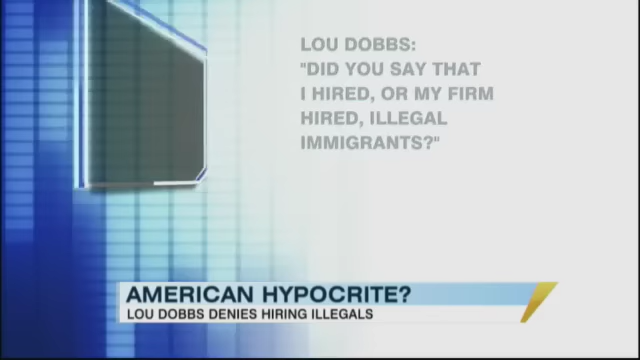 LOU DOBBS:
"DID YOU SAY THAT
I HIRED, OR MY FIRM
HIRED, ILLEGAL
IMMIGRANTS?"
AMERICAN HYPOCRITE?
LOU DOBBS DENIES HIRING ILLEGALS